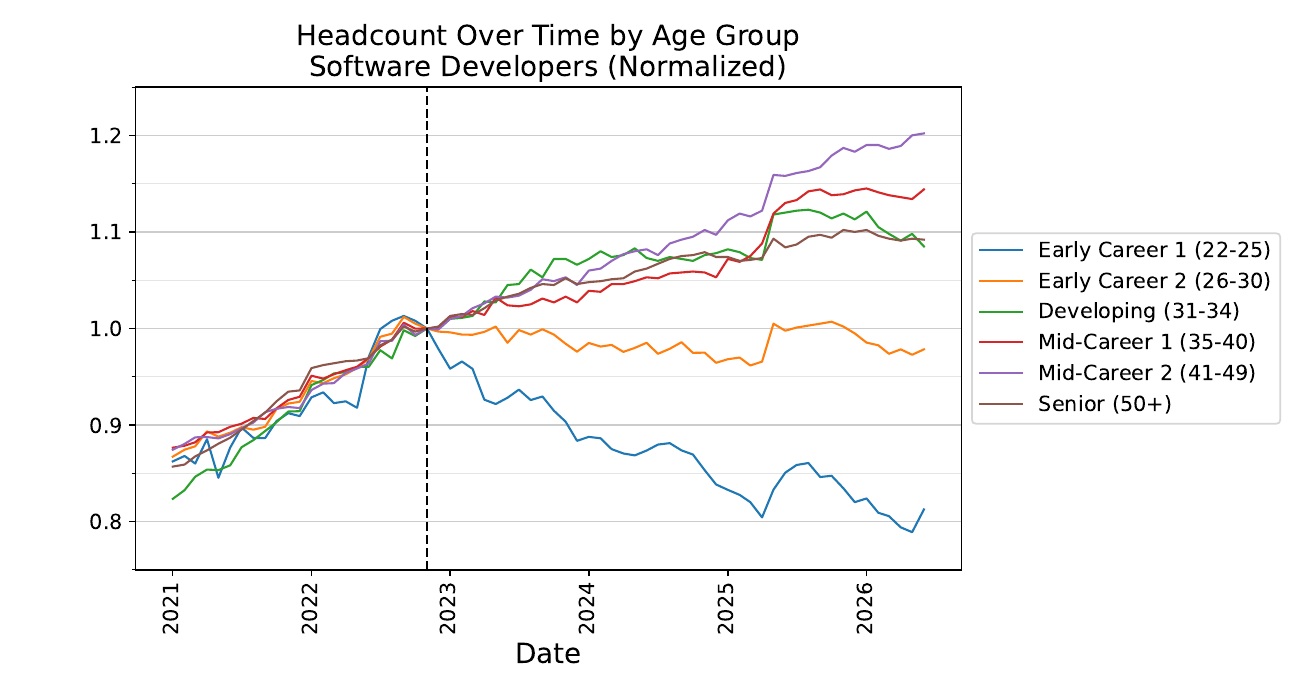 Headcount Over Time by Age Group
Software Developers (Normalized)
1.2
1.1
1.0
0.9
0.8
2021
2022
2023
2024
2025
2026
Date
Early Career 1 (22-25)
Early Career 2 (26-30)
Developing (31-34)
Mid-Career 1 (35-40)
Mid-Career 2 (41-49)
Senior (50+)